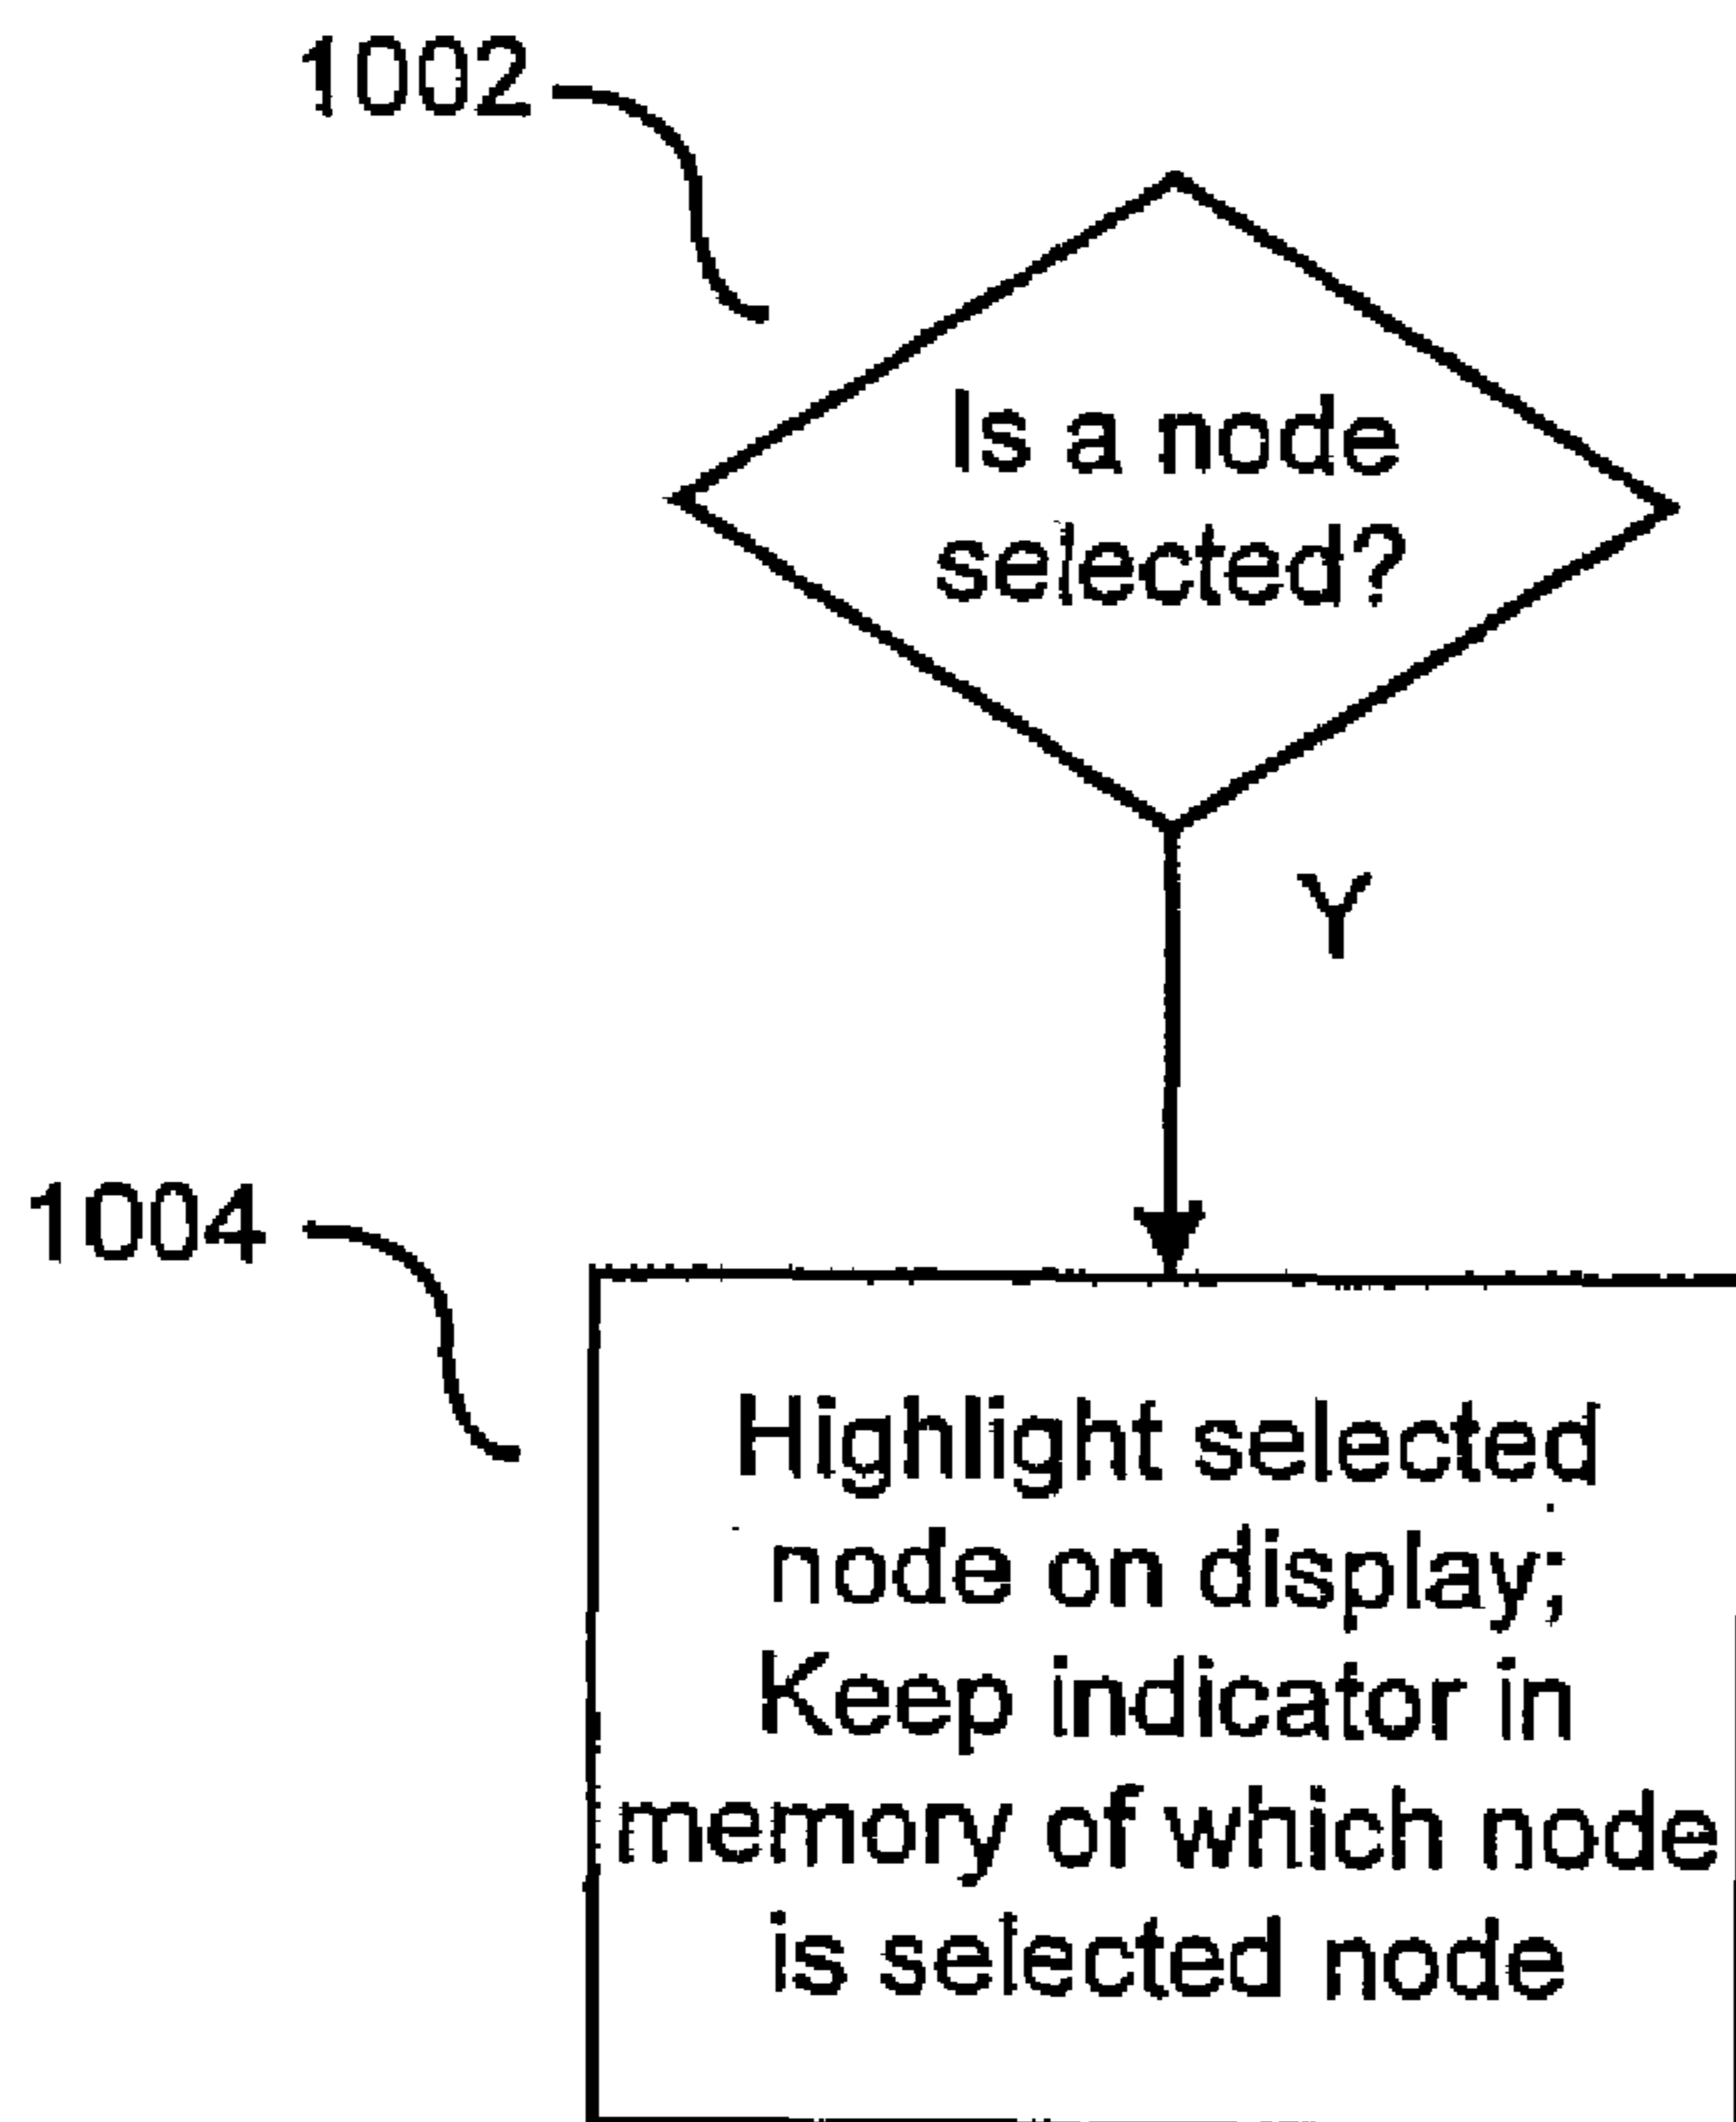 1002
Is a node
selected?
Y
1004
Highlight selected
node on display;
Keep indicator in
memory of which node
is selected node